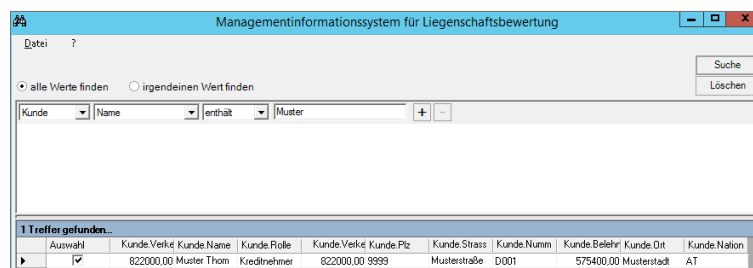 Managementinformationssystem für Liegenschaftsbewertung
Datei ?
Suche
alle Werte finden irgendeinen Wert finden Löschen
Kunde Name enthält Muster + -
1 Treffer gefunden...
Auswahl Kunde.Verke Kunde.Name Kunde.Rolle Kunde.Verke Kunde.Plz Kunde.Strass Kunde.Numm Kunde.Belehr Kunde.Ort Kunde.Nation
822000,00 Muster Thom Kreditnehmer 822000,00 9999 Musterstraße D001 575400,00 Musterstadt AT